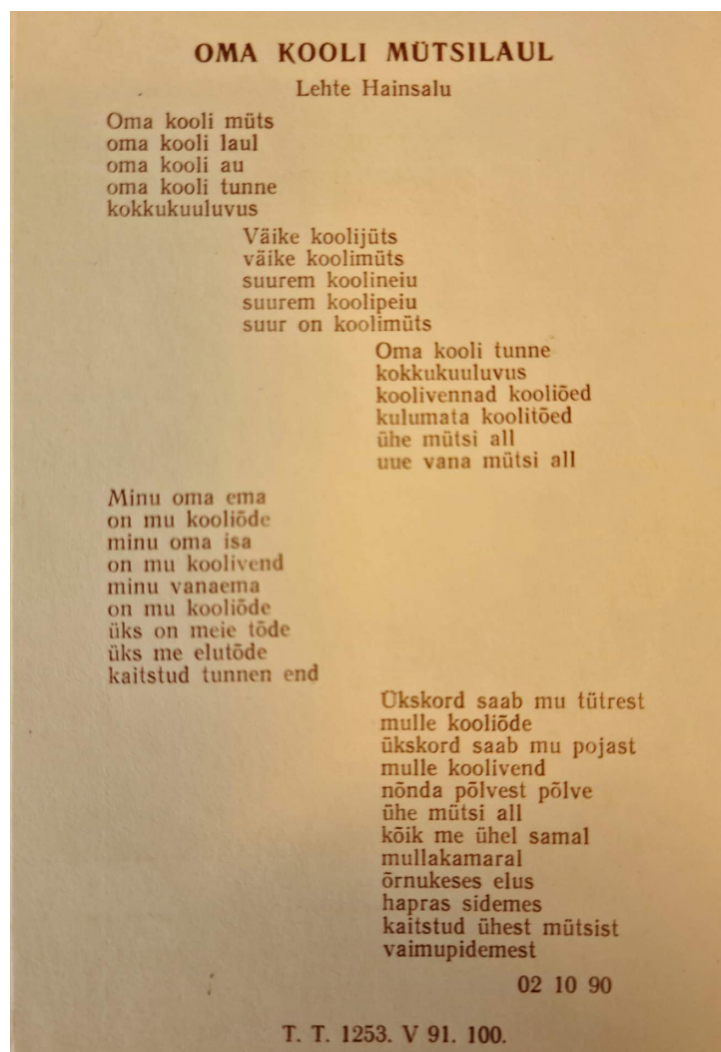 OMA KOOLI MÜTSILAUL
Lehte Hainsalu
Oma kooli müts
oma kooli laul
oma kooli au
oma kooli tunne
kokkukuuluvus
Väike koolijüts
väike koolimüts
suurem koolineiu
suurem koolipeiu
suur on koolimüts
Oma kooli tunne
kokkukuuluvus
koolivennad kooliõed
kulumata koolitõed
ühe mütsi all
uue vana mütsi all
Minu oma ema
on mu kooliõde
minu oma isa
on mu koolivend
minu vanaema
on mu kooliõde
üks on meie tõde
üks me elutõde
kaitstud tunnen end
Ükskord saab mu tütrest
mulle kooliõde
ükskord saab mu pojast
mulle koolivend
nõnda põlvest põlve
ühe mütsi all
kõik me ühel samal
mullakamaral
õrnukeses elus
hapras sidemes
kaitstud ühest mütsist
vaimupidemest
02 10 90
T. T. 1253. V 91. 100.